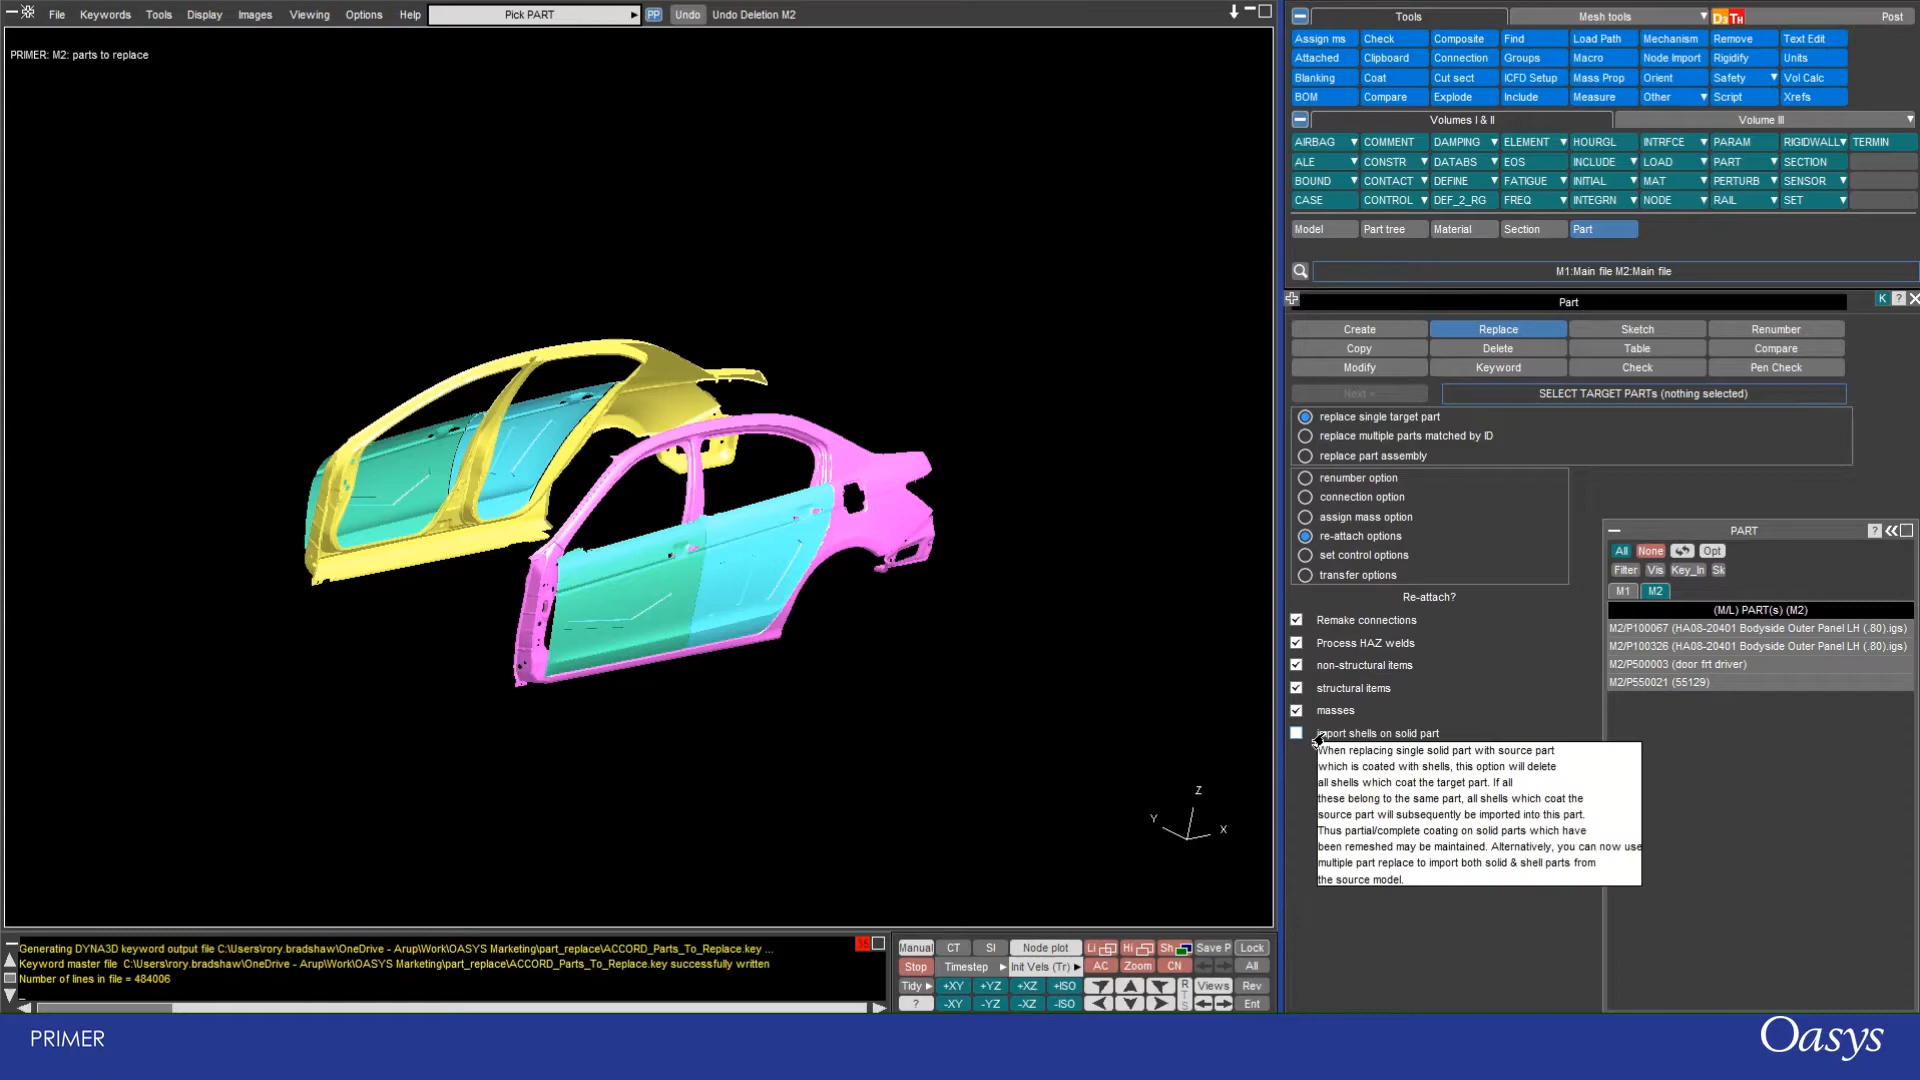 File Keywords Tools Display Images Viewing Options Help Pick PART PP Undo Undo Deletion M2
PRIMER: M2: parts to replace
Z
Y
X
Generating DYNA3D keyword output file C:\Users\rory.bradshaw\OneDrive - Arup\Work\OASYS Marketing\part_replace\ACCORD_Parts_To_Replace.key ...
Keyword master file C:\Users\rory.bradshaw\OneDrive - Arup\Work\OASYS Marketing\part_replace\ACCORD_Parts_To_Replace.key successfully written
Number of lines in file = 484006
Manual CT SI Node plot Li Hi Sh Save P Lock
Stop Timestep Init Vels (Tr) AC Zoom CN All
Tidy +XY +YZ +XZ +ISO R Views Rev
? -XY -YZ -XZ -ISO T S Ent
Tools Mesh tools D3 TH Post
Assign ms Check Composite Find Load Path Mechanism Remove Text Edit
Attached Clipboard Connection Groups Macro Node Import Rigidify Units
Blanking Coat Cut sect ICFD Setup Mass Prop Orient Safety Vol Calc
BOM Compare Explode Include Measure Other Script Xrefs
Volumes I & II Volume III
AIRBAG COMMENT DAMPING ELEMENT HOURGL INTRFCE PARAM RIGIDWALL TERMIN
ALE CONSTR DATABS EOS INCLUDE LOAD PART SECTION
BOUND CONTACT DEFINE FATIGUE INITIAL MAT PERTURB SENSOR
CASE CONTROL DEF_2_RG FREQ INTEGRN NODE RAIL SET
Model Part tree Material Section Part
M1:Main file M2:Main file
Part K ?
Create Replace Sketch Renumber
Copy Delete Table Compare
Modify Keyword Check Pen Check
Next SELECT TARGET PARTs (nothing selected)
replace single target part
replace multiple parts matched by ID
replace part assembly
renumber option
connection option
assign mass option
re-attach options
set control options
transfer options
Re-attach?
Remake connections
Process HAZ welds
non-structural items
structural items
masses
import shells on solid part
When replacing single solid part with source part
which is coated with shells, this option will delete
all shells which coat the target part. If all
these belong to the same part, all shells which coat the
source part will subsequently be imported into this part.
Thus partial/complete coating on solid parts which have
been remeshed may be maintained. Alternatively, you can now use
multiple part replace to import both solid & shell parts from
the source model.
PART ?
All None Opt
Filter Vis Key_In Sk
M1 M2
(M/L) PART(s) (M2)
M2/P100067 (HA08-20401 Bodyside Outer Panel LH (.80).igs)
M2/P100326 (HA08-20401 Bodyside Outer Panel LH (.80).igs)
M2/P500003 (door frt driver)
M2/P550021 (55129)
PRIMER
Oasys